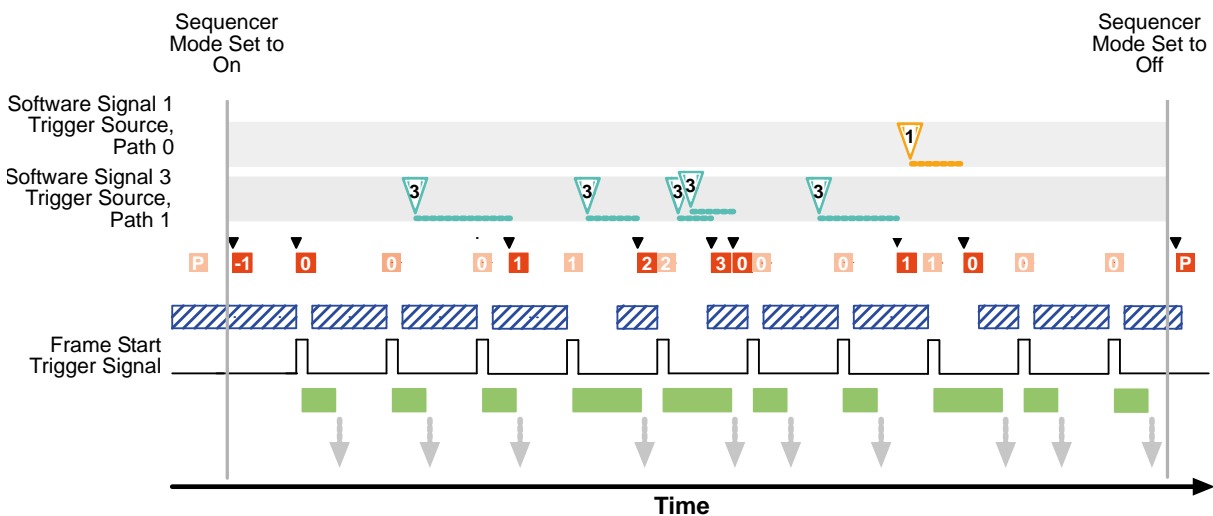 Sequencer
Mode Set to
On
Sequencer
Mode Set to
Off
Software Signal 1
Trigger Source,
Path 0
1
Software Signal 3
Trigger Source,
Path 1
3 3 3 3 3
P -1 0 0 0 1 1 2 2 3 0 0 0 1 1 0 0 0 P
Frame Start
Trigger Signal
Time